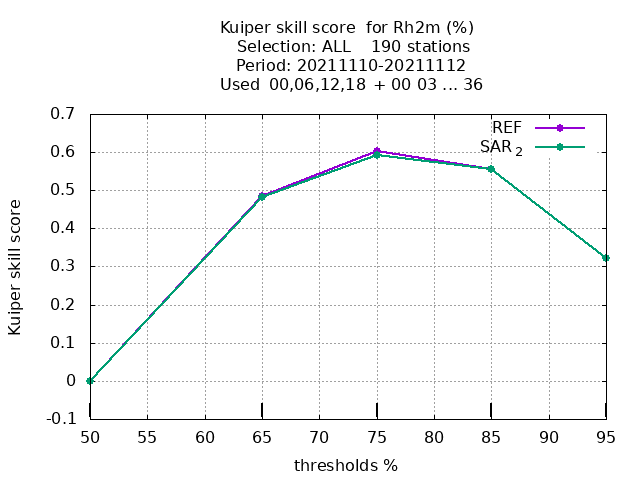 Kuiper skill score  for Rh2m (%)
Selection: ALL    190 stations
Period: 20211110-20211112
Used  00,06,12,18  + 00 03 ... 36
0.7
0.6
0.5
0.4
0.3
0.2
0.1
0
-0.1
Kuiper skill score
REF
SAR 2
50 55 60 65 70 75 80 85 90 95
thresholds %